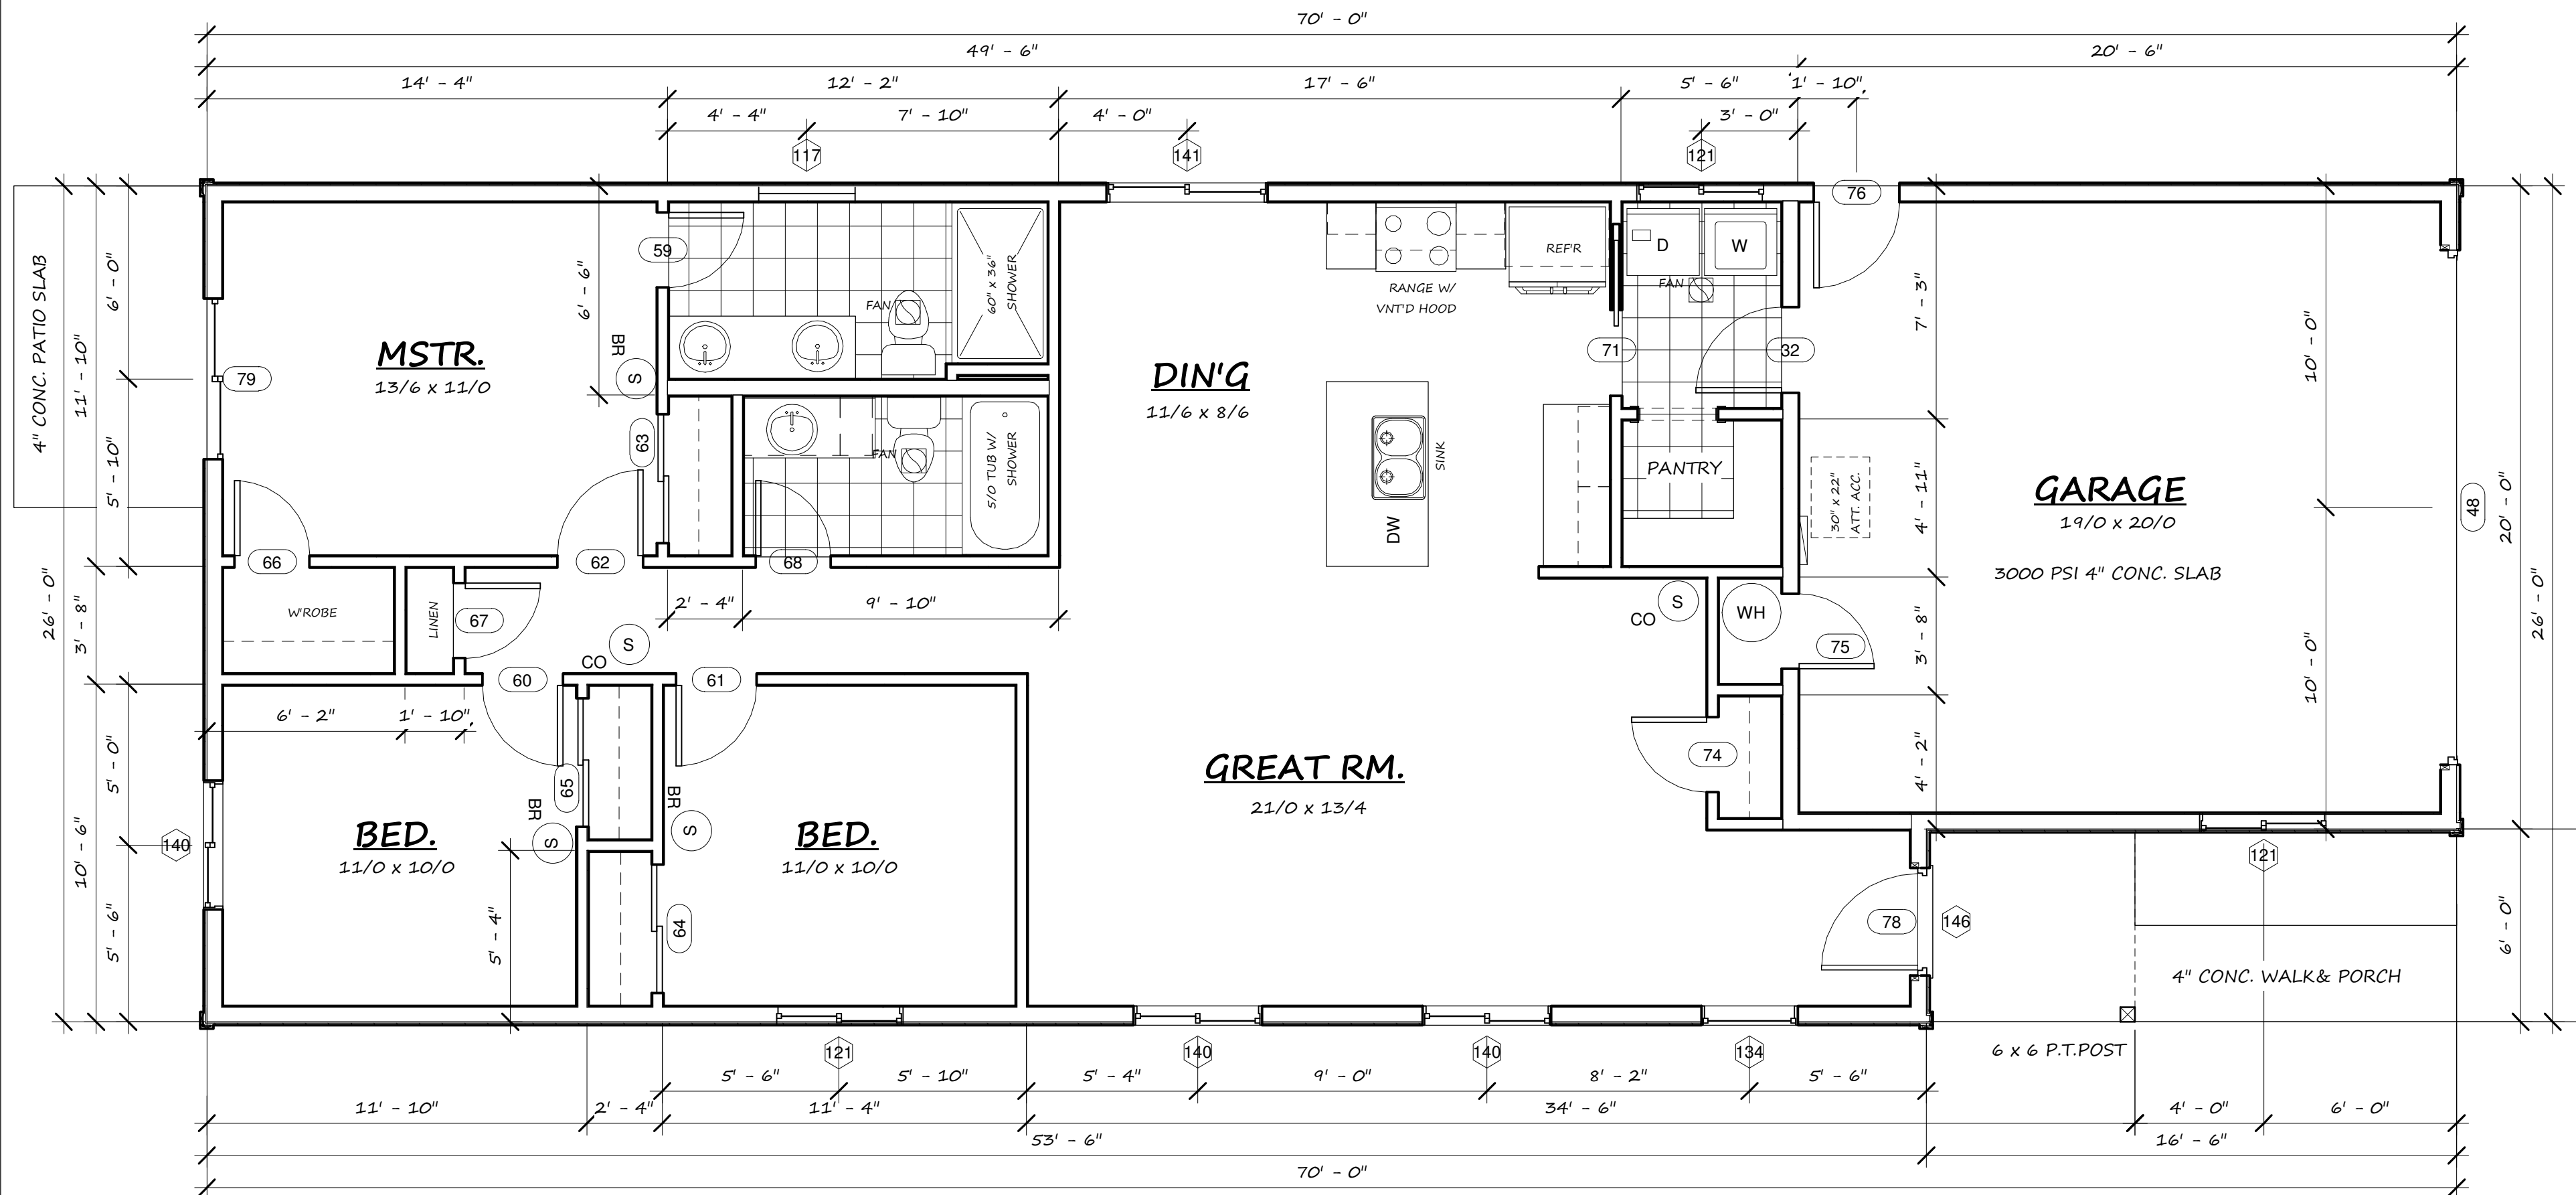 70' - 0"
49' - 6"
20' - 6"
14' - 4"
12' - 2"
17' - 6"
5' - 6"
1' - 10"
4' - 4"
7' - 10"
4' - 0"
3' - 0"
117
141
121
76
4" CONC. PATIO SLAB
26' - 0"
11' - 10"
3' - 8"
10' - 6"
6' - 0"
5' - 10"
5' - 0"
5' - 6"
79
140
MSTR.
13/6 x 11/0
6' - 6"
BR
S
59
63
66
62
FAN
60" x 36"
SHOWER
FAN
5/0 TUB W/
SHOWER
68
W'ROBE
LINEN
67
2' - 4"
9' - 10"
S
CO
60
61
6' - 2"
1' - 10"
BED.
11/0 x 10/0
5' - 4"
65
BR
S
BR
S
64
BED.
11/0 x 10/0
DIN'G
11/6 x 8/6
RANGE W/
VNT'D HOOD
REF'R
SINK
DW
D
W
FAN
71
32
PANTRY
CO
S
WH
75
74
GREAT RM.
21/0 x 13/4
78
146
30" x 22"
ATT. ACC.
7' - 3"
4' - 11"
3' - 8"
4' - 2"
GARAGE
19/0 x 20/0
3000 PSI 4" CONC. SLAB
10' - 0"
10' - 0"
48
20' - 0"
6' - 0"
26' - 0"
121
4" CONC. WALK & PORCH
6 x 6 P.T.POST
121
140
140
134
5' - 6"
5' - 10"
5' - 4"
9' - 0"
8' - 2"
5' - 6"
11' - 10"
2' - 4"
11' - 4"
34' - 6"
4' - 0"
6' - 0"
53' - 6"
16' - 6"
70' - 0"